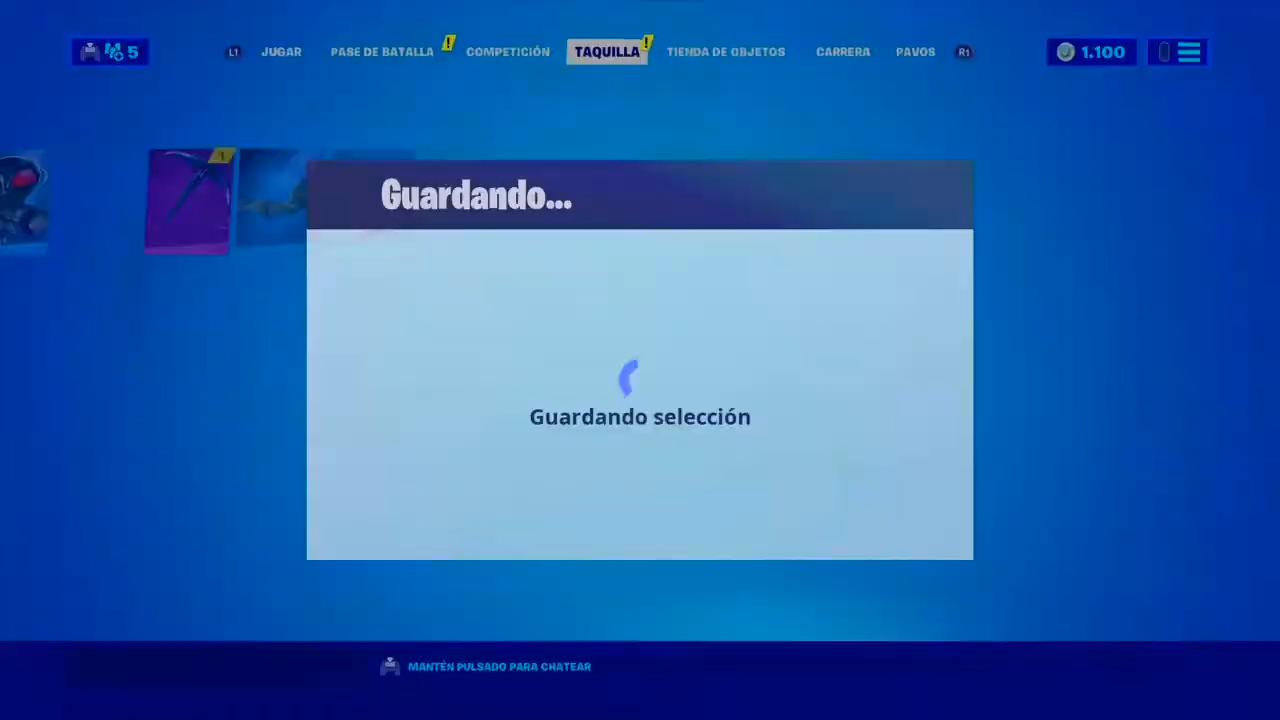 5
L1
JUGAR
PASE DE BATALLA
!
COMPETICIÓN
TAQUILLA
!
TIENDA DE OBJETOS
CARRERA
PAVOS
R1
1.100
!
Guardando...
Guardando selección
MANTÉN PULSADO PARA CHATEAR